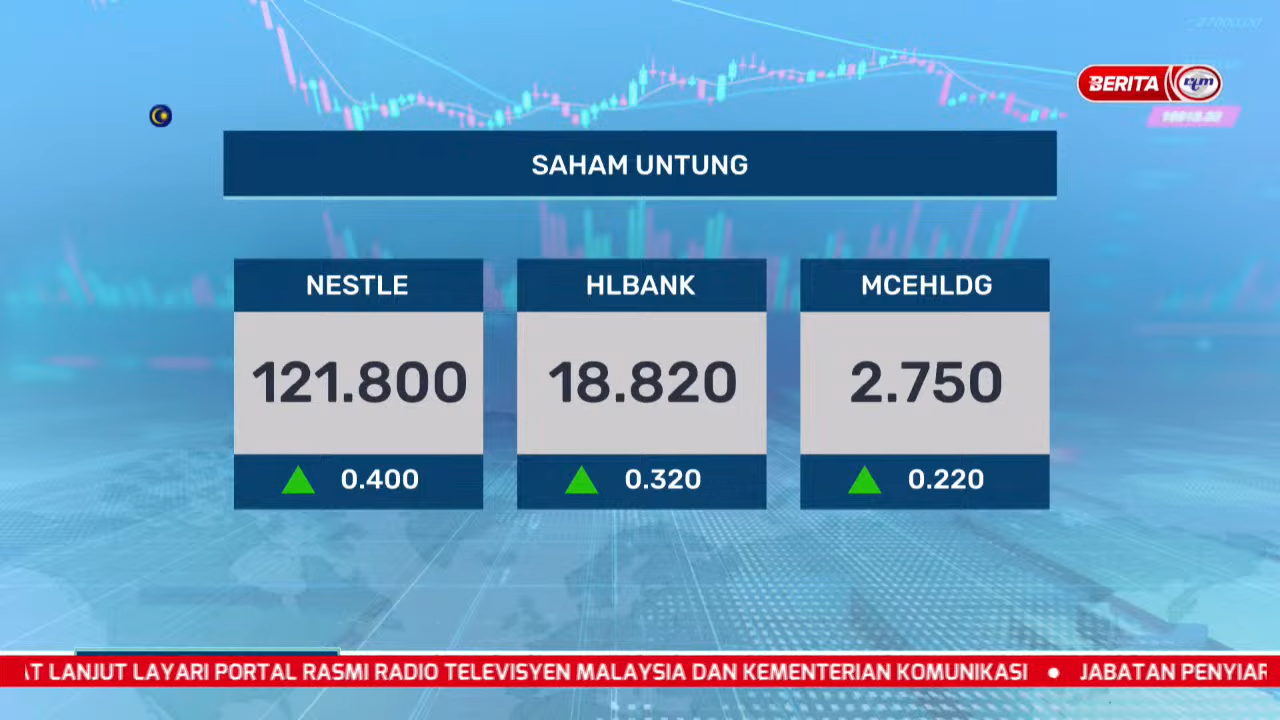 BERITA rtm
SAHAM UNTUNG
NESTLE
121.800
0.400
HLBANK
18.820
0.320
MCEHLDG
2.750
0.220
LANJUT LAYARI PORTAL RASMI RADIO TELEVISYEN MALAYSIA DAN KEMENTERIAN KOMUNIKASI ● JABATAN PENYIAR